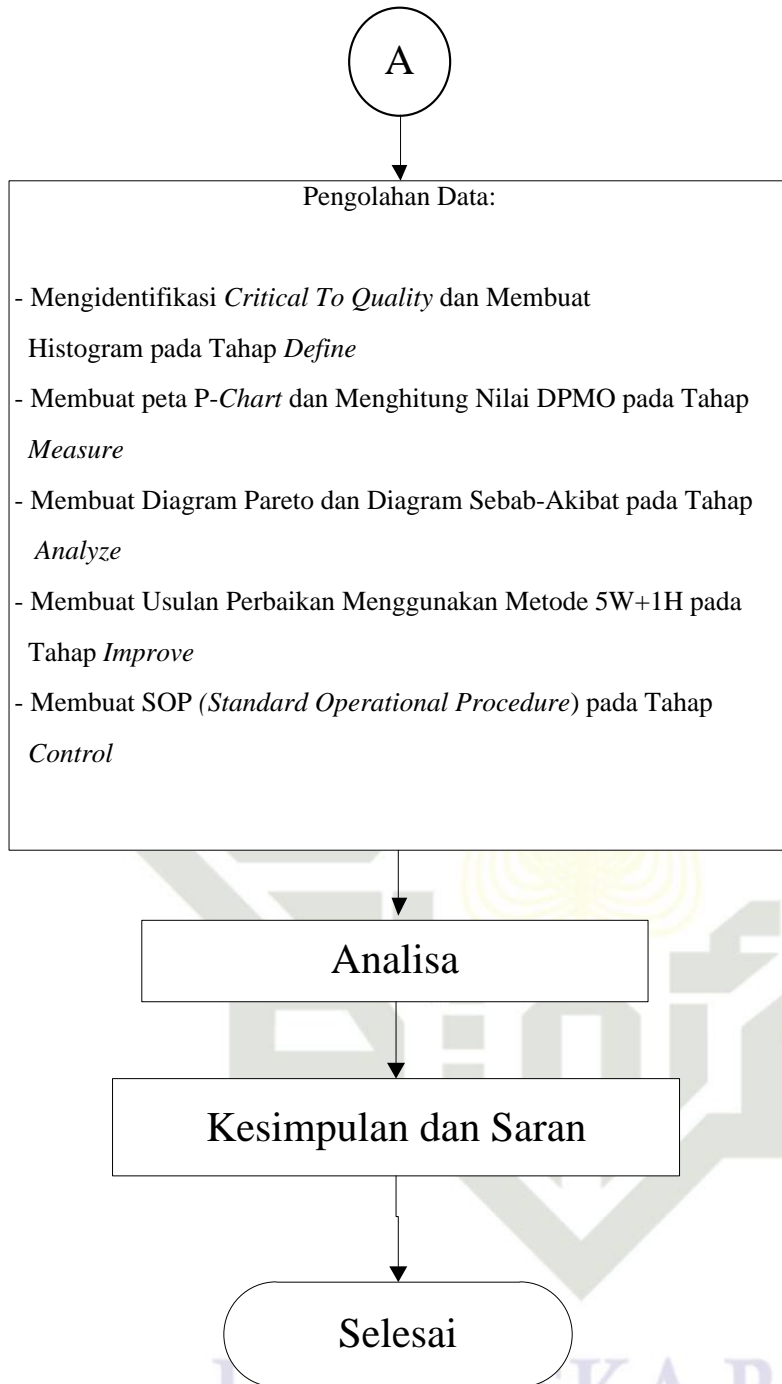 A
Pengolahan Data:
- Mengidentifikasi Critical To Quality dan Membuat
Histogram pada Tahap Define
- Membuat peta P-Chart dan Menghitung Nilai DPMO pada Tahap
Measure
- Membuat Diagram Pareto dan Diagram Sebab-Akibat pada Tahap
Analyze
- Membuat Usulan Perbaikan Menggunakan Metode 5W+1H pada
Tahap Improve
- Membuat SOP (Standard Operational Procedure) pada Tahap
Control
Analisa
Kesimpulan dan Saran
Selesai